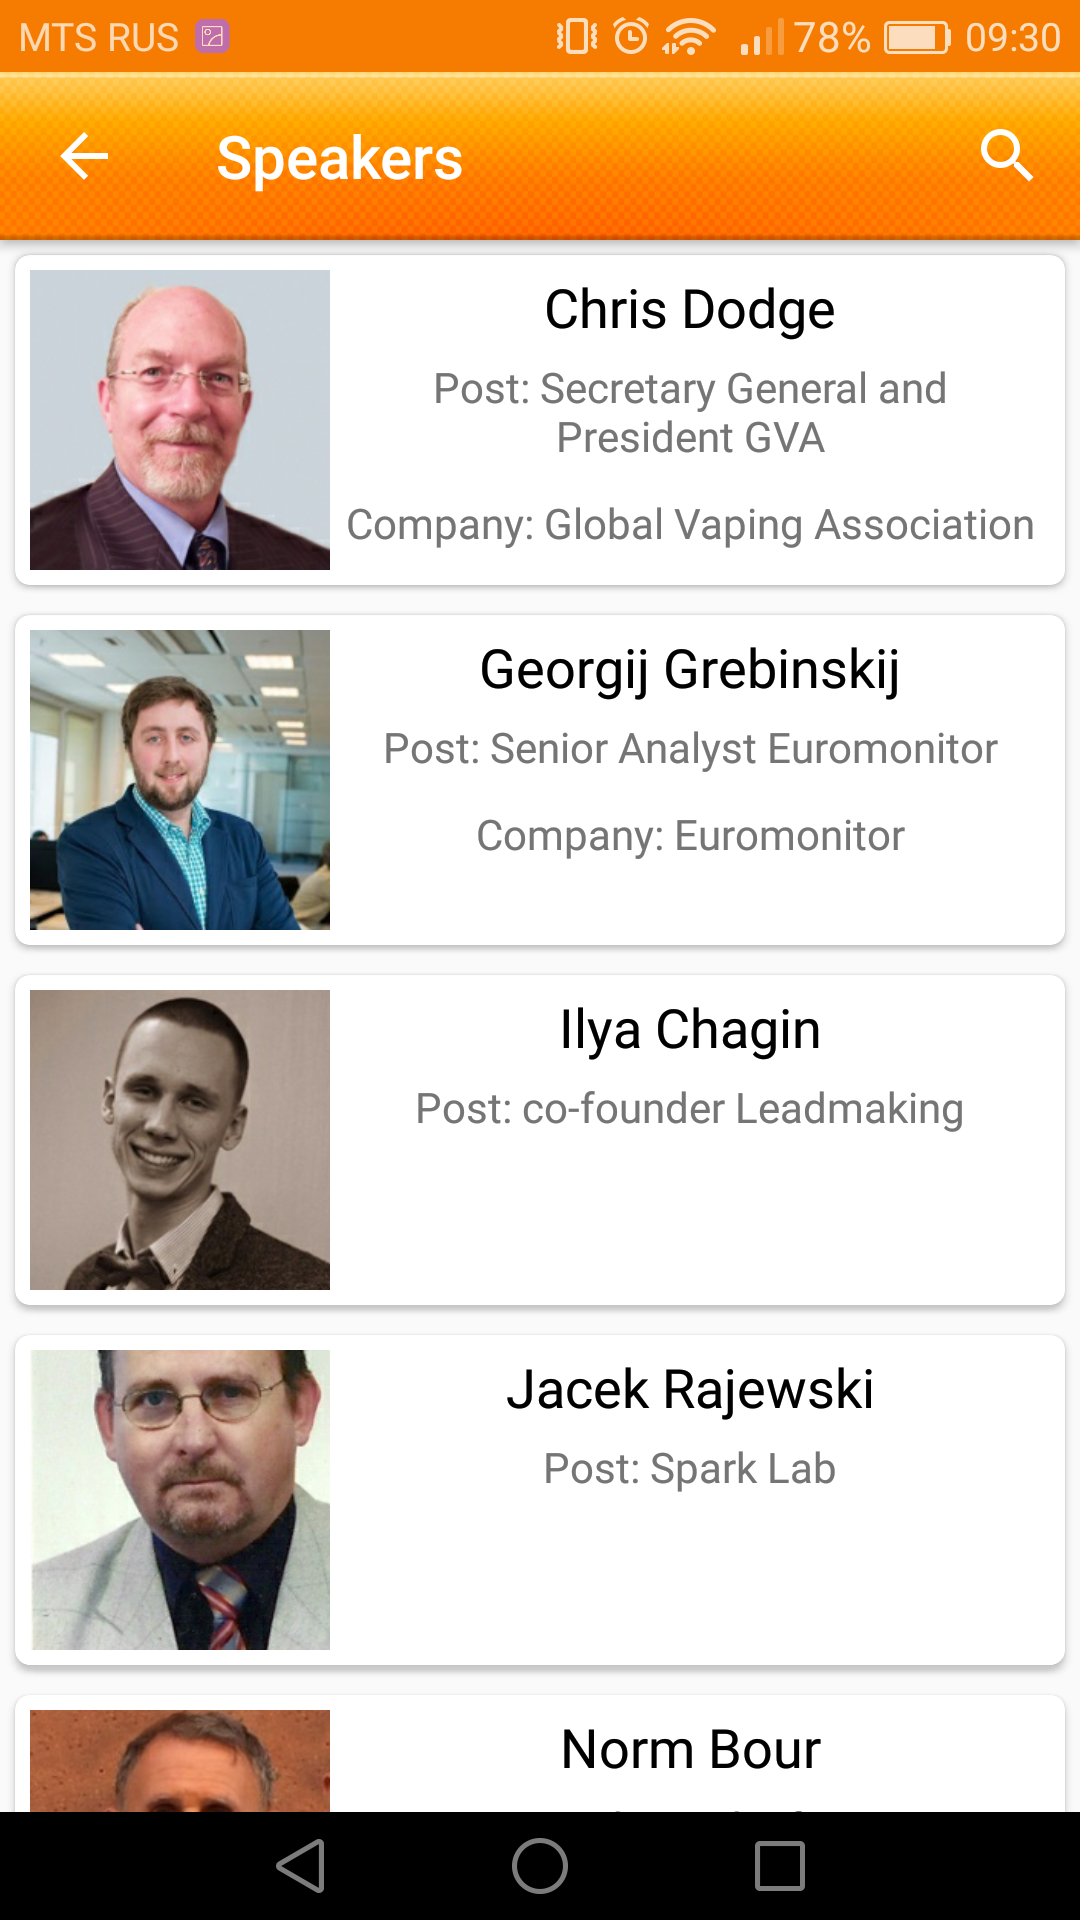 MTS RUS 78% 09:30
Speakers
Chris Dodge
Post: Secretary General and
President GVA
Company: Global Vaping Association
Georgij Grebinskij
Post: Senior Analyst Euromonitor
Company: Euromonitor
Ilya Chagin
Post: co-founder Leadmaking
Jacek Rajewski
Post: Spark Lab
Norm Bour